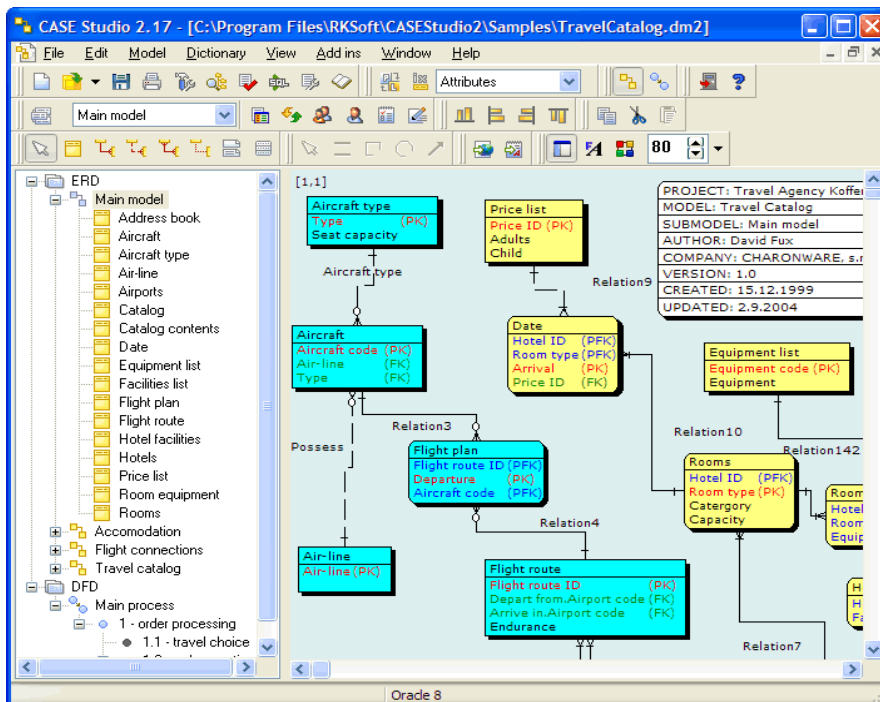 CASE Studio 2.17 - [C:\Program Files\RKSoft\CASEStudio2\Samples\TravelCatalog.dm2]
File Edit Model Dictionary View Add ins Window Help
Attributes
Main model
80
ERD
Main model
Address book
Aircraft
Aircraft type
Air-line
Airports
Catalog
Catalog contents
Date
Equipment list
Facilities list
Flight plan
Flight route
Hotel facilities
Hotels
Price list
Room equipment
Rooms
Accomodation
Flight connections
Travel catalog
DFD
Main process
1 - order processing
1.1 - travel choice
[1,1]
Aircraft type
Type (PK)
Seat capacity
Aircraft type
Aircraft
Aircraft code (PK)
Air-line (FK)
Type (FK)
Possess
Relation3
Air-line
Air-line (PK)
Price list
Price ID (PK)
Adults
Child
Relation9
Date
Hotel ID (PFK)
Room type (PFK)
Arrival (PK)
Price ID (FK)
Flight plan
Flight route ID (PFK)
Departure (PK)
Aircraft code (PFK)
Relation4
Flight route
Flight route ID (PK)
Depart from.Airport code (FK)
Arrive in.Airport code (FK)
Endurance
PROJECT: Travel Agency Koffer
MODEL: Travel Catalog
SUBMODEL: Main model
AUTHOR: David Fux
COMPANY: CHARONWARE, s.r
VERSION: 1.0
CREATED: 15.12.1999
UPDATED: 2.9.2004
Equipment list
Equipment code (PK)
Equipment
Relation10
Relation142
Rooms
Hotel ID (PFK)
Room type (PK)
Catergory
Capacity
Room
Hotel
Room
Equip
Relation7
H
H
Fa
Oracle 8